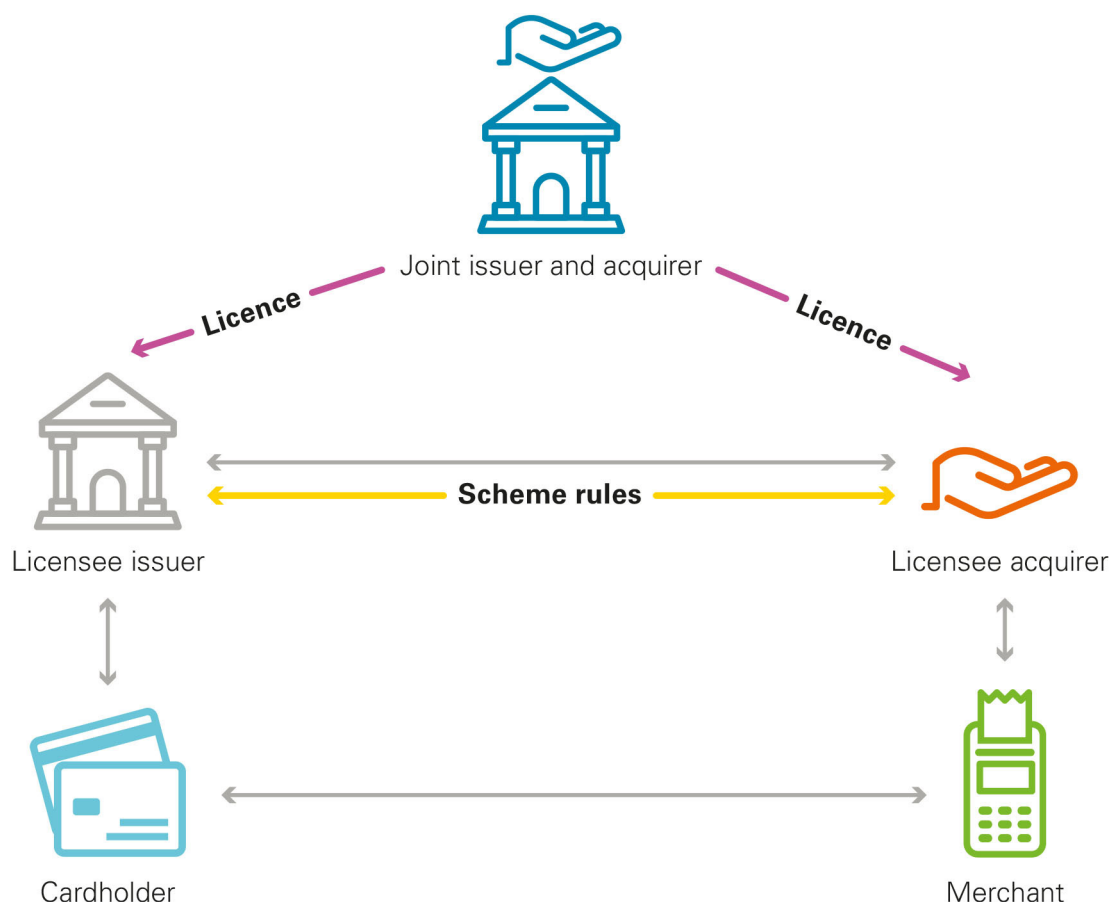 Joint issuer and acquirer
Licence
Licence
Scheme rules
Licensee issuer
Licensee acquirer
Cardholder
Merchant